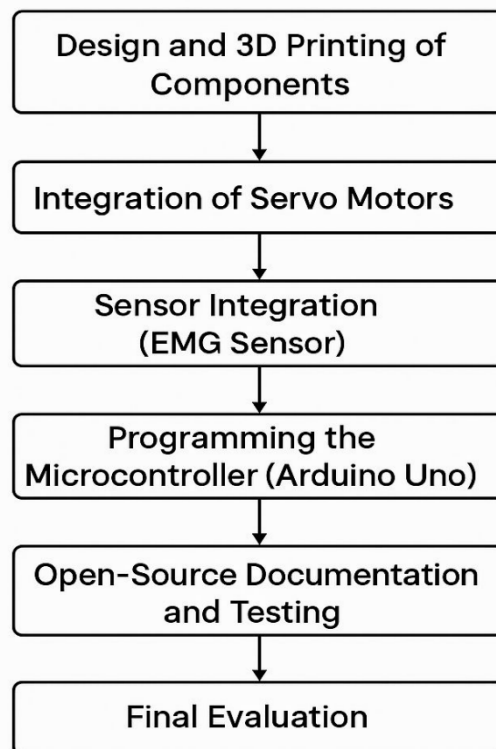 Design and 3D Printing of
Components
Integration of Servo Motors
Sensor Integration
(EMG Sensor)
Programming the
Microcontroller (Arduino Uno)
Open-Source Documentation
and Testing
Final Evaluation